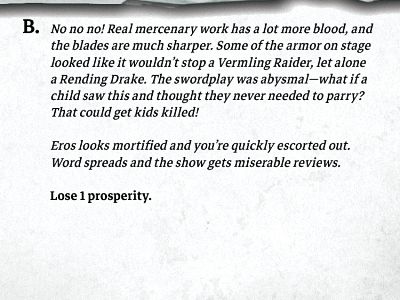 B. No no no! Real mercenary work has a lot more blood, and
the blades are much sharper. Some of the armor on stage
looked like it wouldn't stop a Vermling Raider, let alone
a Rending Drake. The swordplay was abysmal—what if a
child saw this and thought they never needed to parry?
That could get kids killed!
Eros looks mortified and you're quickly escorted out.
Word spreads and the show gets miserable reviews.
Lose 1 prosperity.